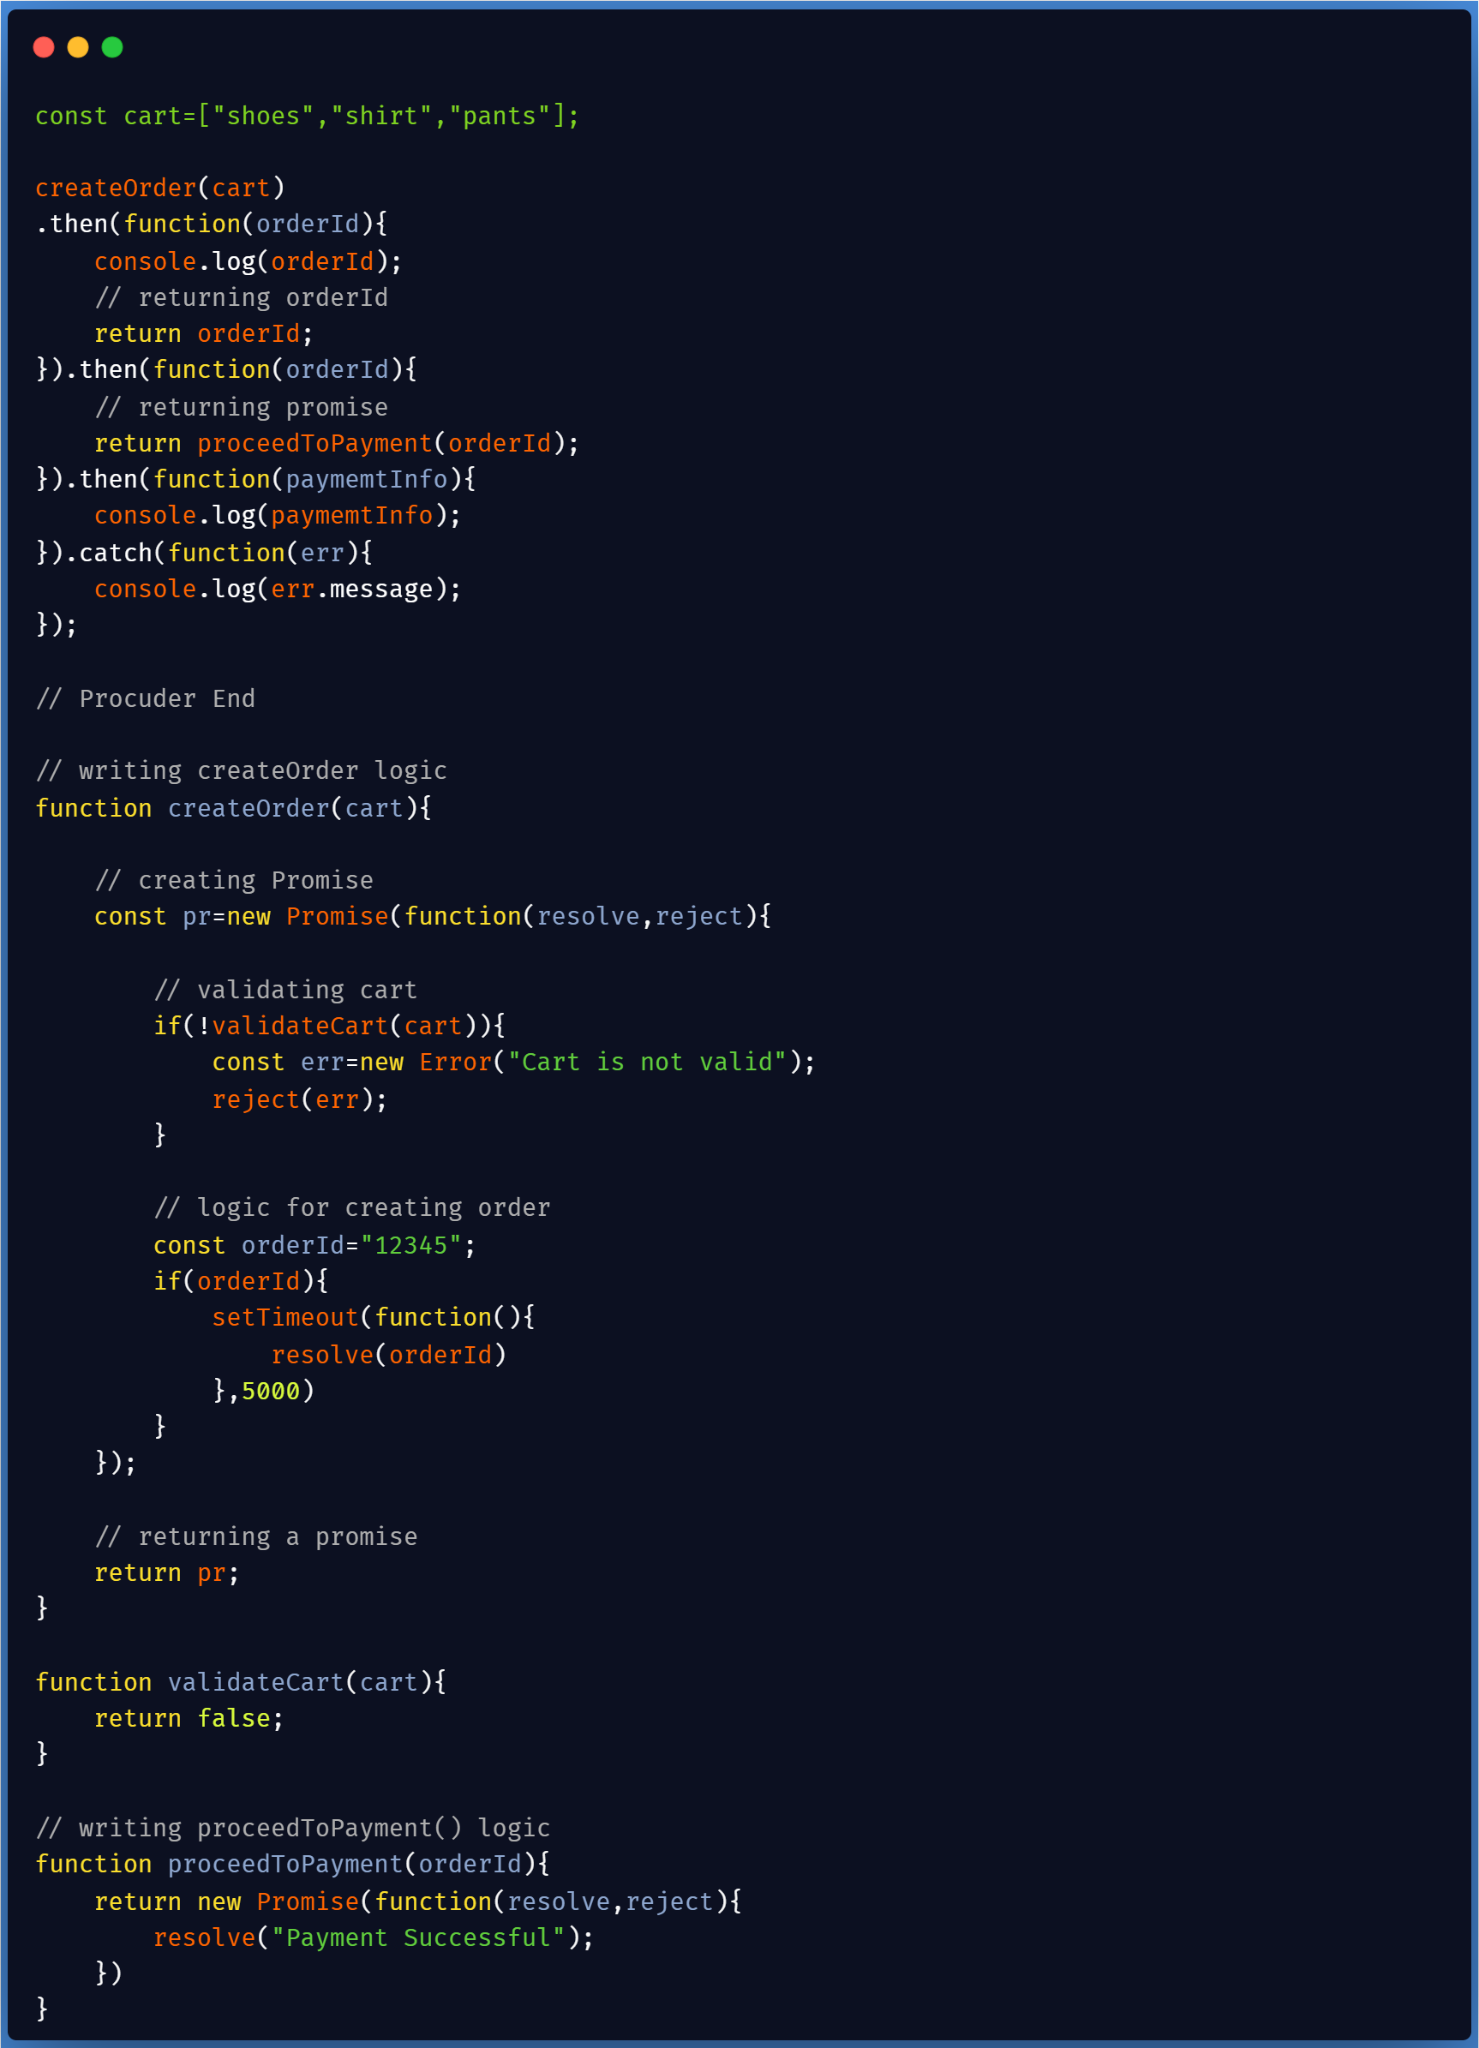 const cart=["shoes","shirt","pants"];
createOrder(cart)
.then(function(orderId){
    console.log(orderId);
    // returning orderId
    return orderId;
}).then(function(orderId){
    // returning promise
    return proceedToPayment(orderId);
}).then(function(paymemtInfo){
    console.log(paymemtInfo);
}).catch(function(err){
    console.log(err.message);
});
// Procuder End
// writing createOrder logic
function createOrder(cart){
    // creating Promise
    const pr=new Promise(function(resolve,reject){
        // validating cart
        if(!validateCart(cart)){
            const err=new Error("Cart is not valid");
            reject(err);
        }
        // logic for creating order
        const orderId="12345";
        if(orderId){
            setTimeout(function(){
                resolve(orderId)
            },5000)
        }
    });
    // returning a promise
    return pr;
}
function validateCart(cart){
    return false;
}
// writing proceedToPayment() logic
function proceedToPayment(orderId){
    return new Promise(function(resolve,reject){
        resolve("Payment Successful");
    })
}